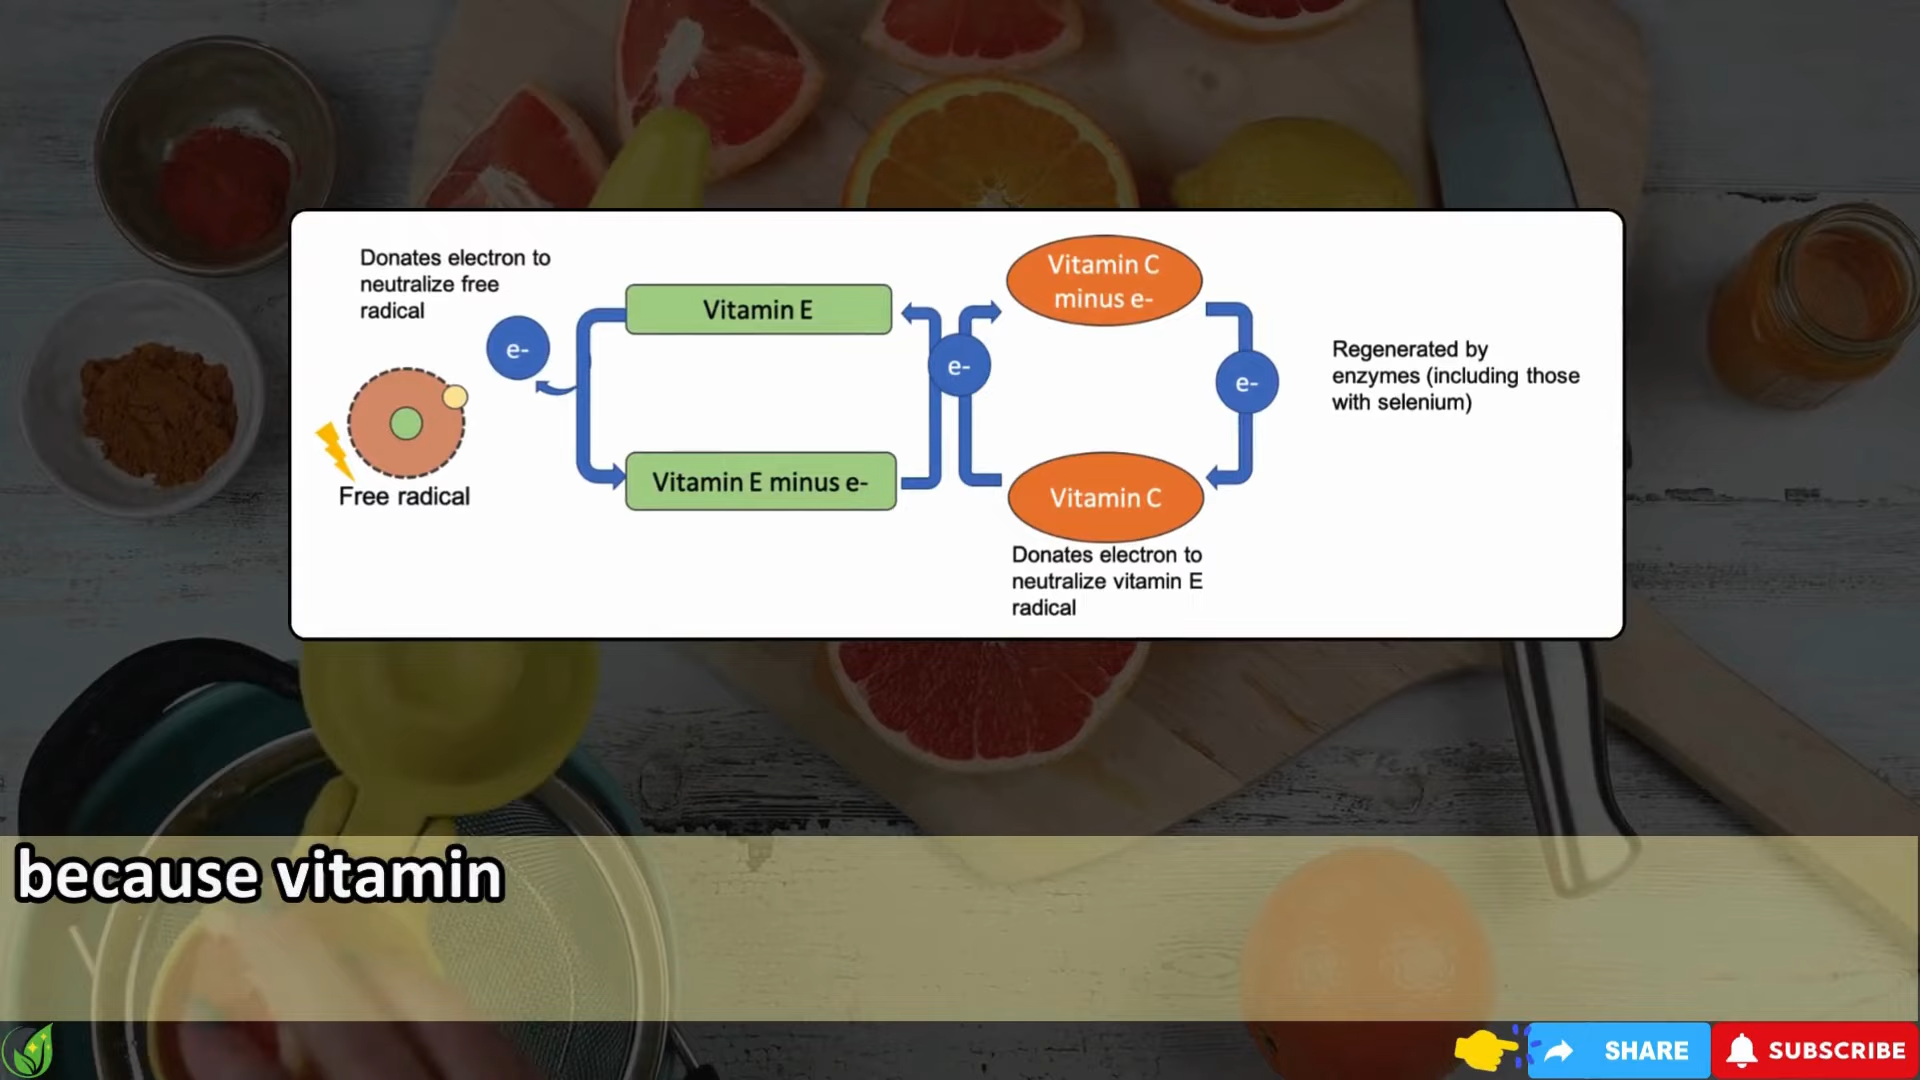 Donates electron to
neutralize free
radical
e-
Free radical
Vitamin E
Vitamin E minus e-
e-
Vitamin C
minus e-
Vitamin C
Donates electron to
neutralize vitamin E
radical
e-
Regenerated by
enzymes (including those
with selenium)
because vitamin
SHARE
SUBSCRIBE